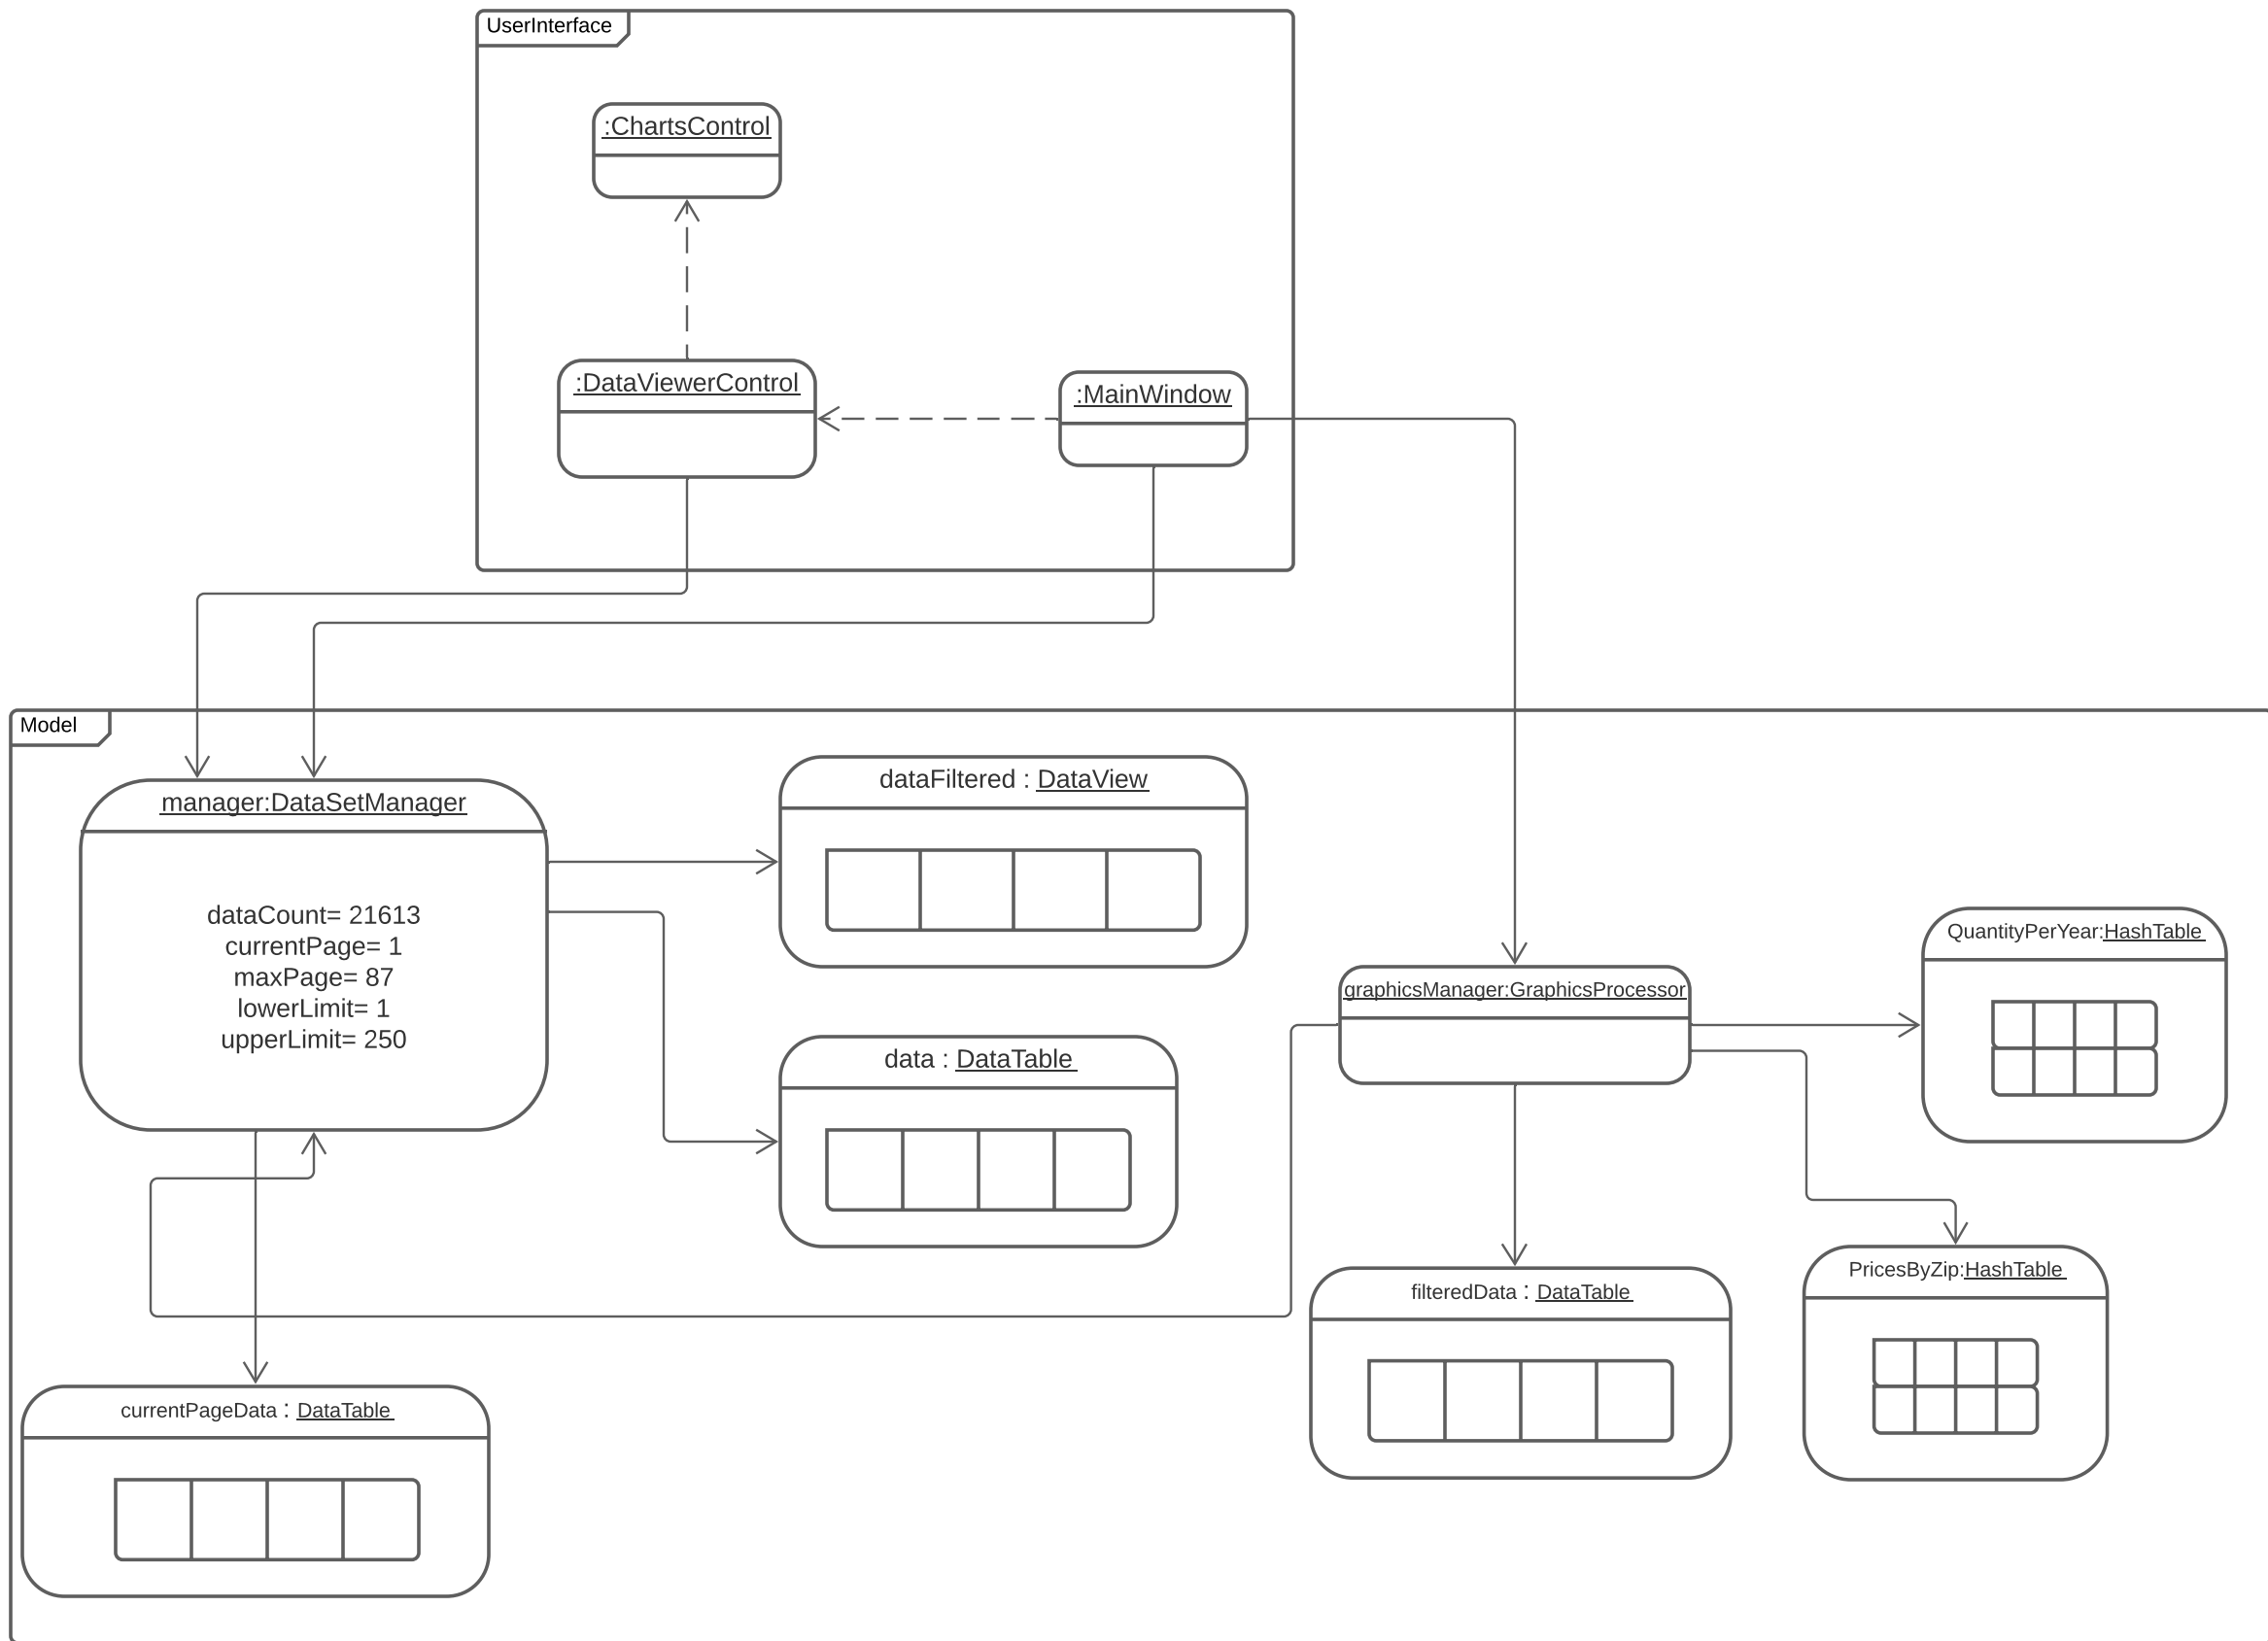 UserInterface
:ChartsControl
:DataViewerControl
:MainWindow
Model
manager:DataSetManager
dataCount= 21613
currentPage= 1
maxPage= 87
lowerLimit= 1
upperLimit= 250
dataFiltered : DataView
data : DataTable
graphicsManager:GraphicsProcessor
QuantityPerYear:HashTable
PricesByZip:HashTable
filteredData : DataTable
currentPageData : DataTable